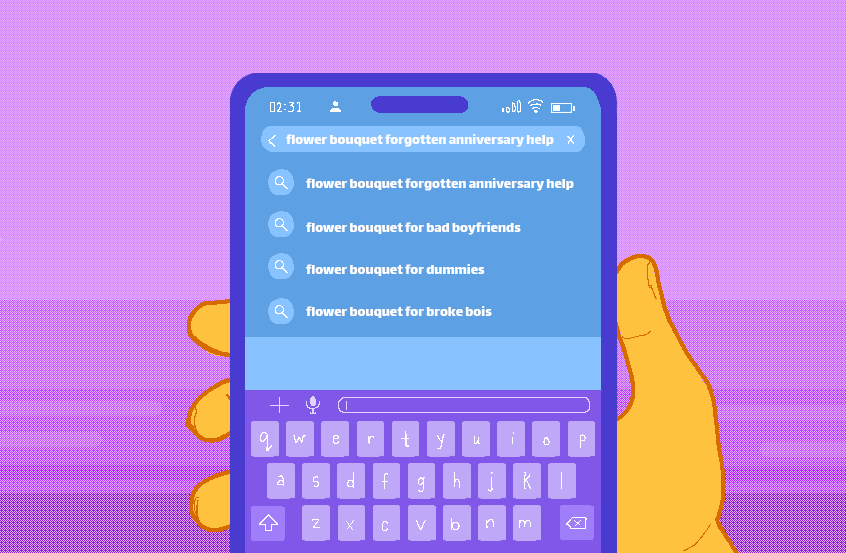 02:31
flower bouquet forgotten anniversary help x
flower bouquet forgotten anniversary help
flower bouquet for bad boyfriends
flower bouquet for dummies
flower bouquet for broke bois
q w e r t y u i o p
a s d f g h j k l
z x c v b n m